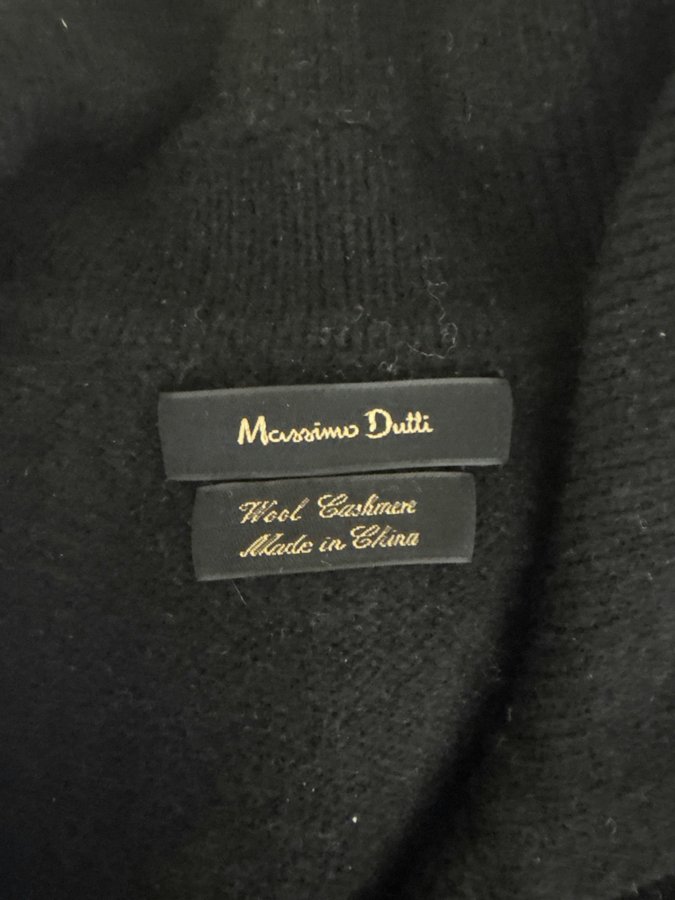 Massimo Dutti
Wool Cashmere
Made in China